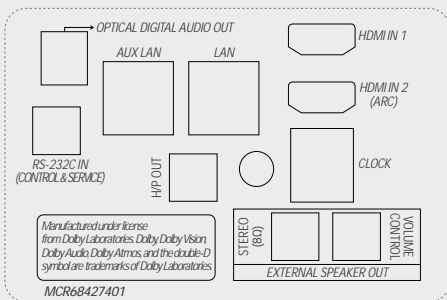 OPTICAL DIGITAL AUDIO OUT
AUX LAN
LAN
HDMI IN 1
HDMI IN 2
(ARC)
RS-232C IN
(CONTROL & SERVICE)
H/P OUT
CLOCK
STEREO
(8Ω)
VOLUME
CONTROL
EXTERNAL SPEAKER OUT
Manufactured under license
from Dolby Laboratories. Dolby, Dolby Vision,
Dolby Audio, Dolby Atmos, and the double-D
symbol are trademarks of Dolby Laboratories.
MCR68427401